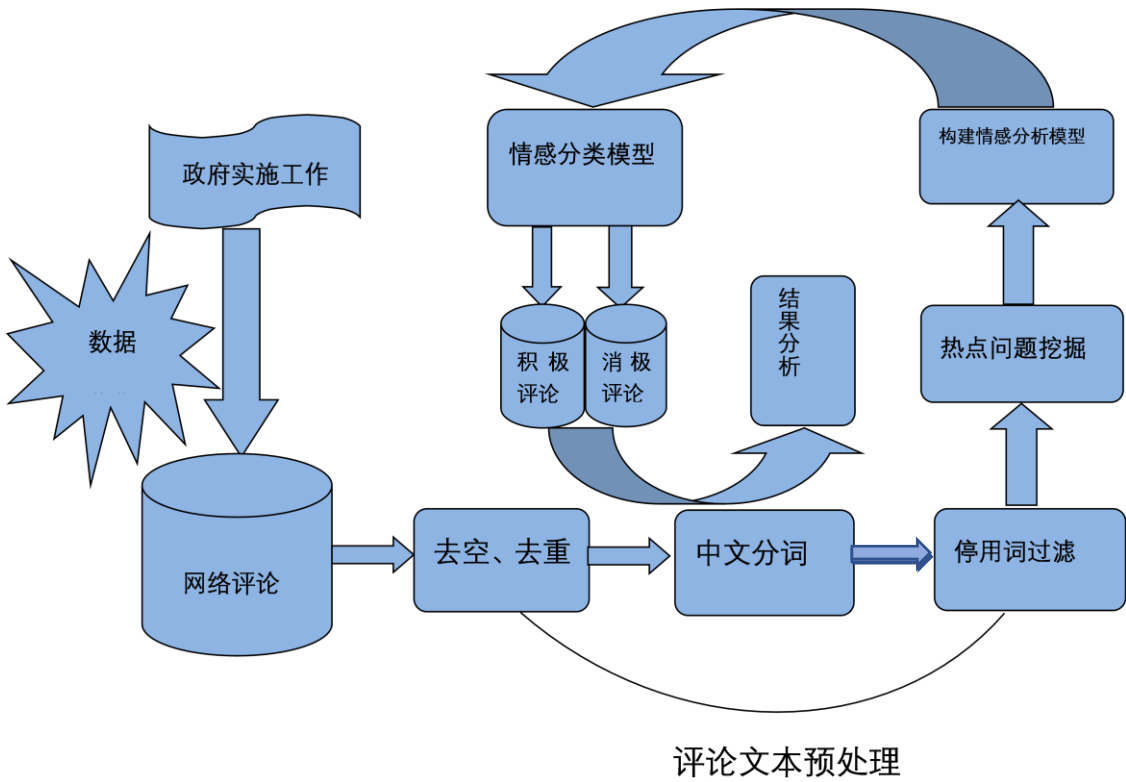 政府实施工作
数据
网络评论
去空、去重
中文分词
停用词过滤
评论文本预处理
热点问题挖掘
构建情感分析模型
情感分类模型
积 极
评论
消 极
评论
结
果
分
析